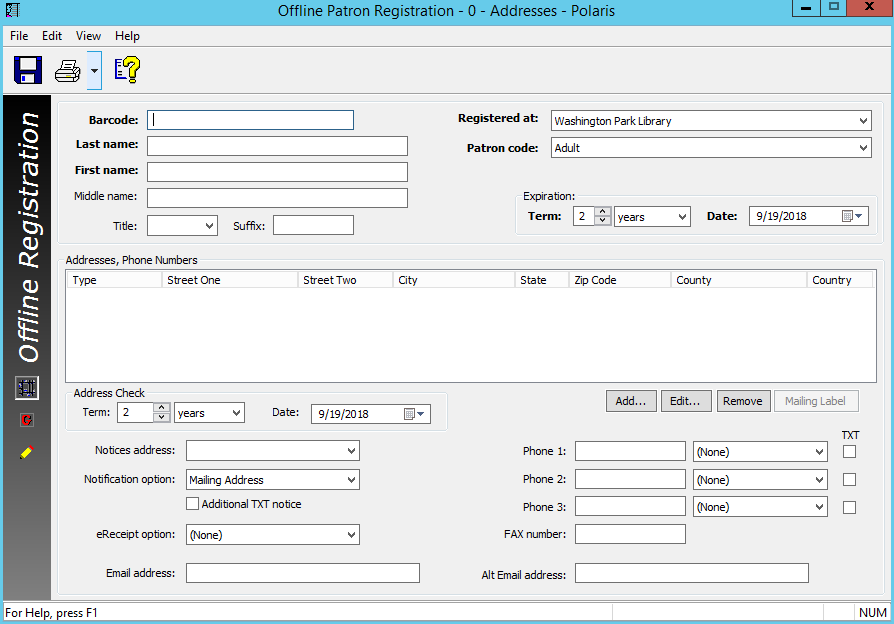 Offline Patron Registration - 0 - Addresses - Polaris
File Edit View Help
Offline Registration
Barcode:
Last name:
First name:
Middle name:
Title: Suffix:
Registered at: Washington Park Library
Patron code: Adult
Expiration:
Term: 2 years Date: 9/19/2018
Addresses, Phone Numbers
Type Street One Street Two City State Zip Code County Country
Address Check
Term: 2 years Date: 9/19/2018
Add... Edit... Remove Mailing Label
Notices address:
Notification option: Mailing Address
Additional TXT notice
eReceipt option: (None)
Email address:
TXT
Phone 1: (None)
Phone 2: (None)
Phone 3: (None)
FAX number:
Alt Email address:
For Help, press F1 NUM